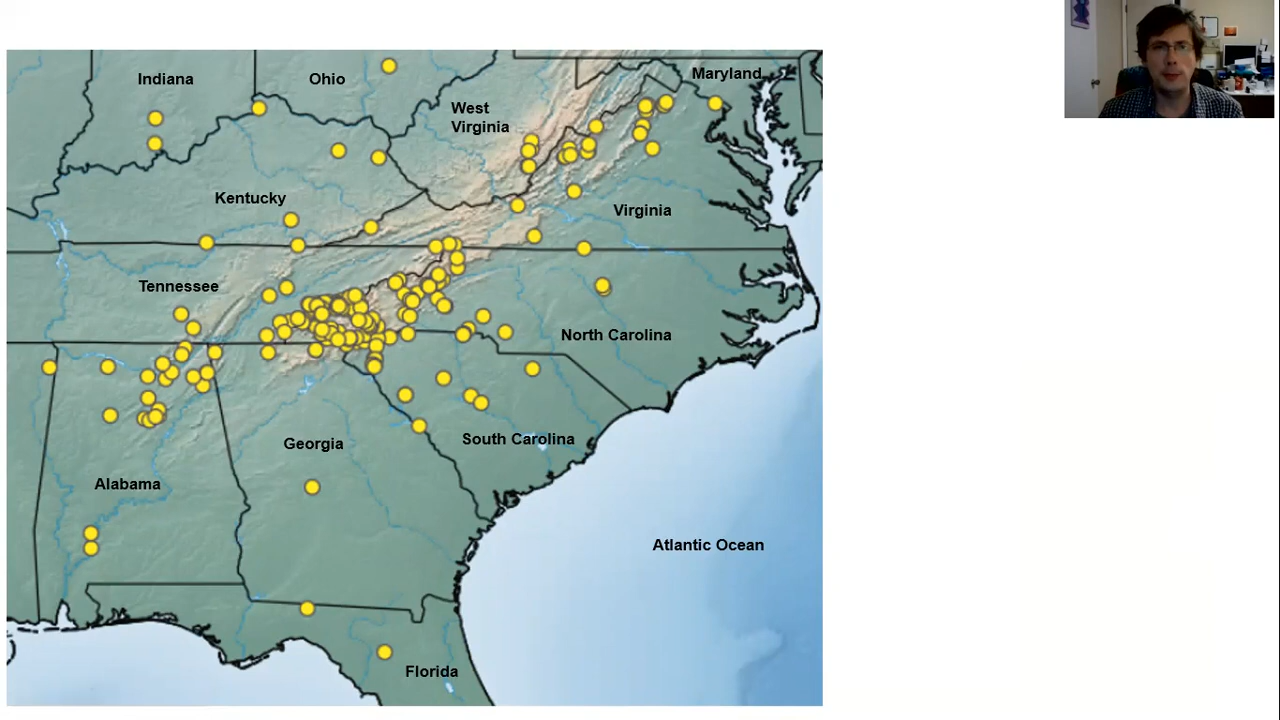 Indiana
Ohio
Maryland
West
Virginia
Kentucky
Virginia
Tennessee
North Carolina
Georgia
South Carolina
Alabama
Atlantic Ocean
Florida